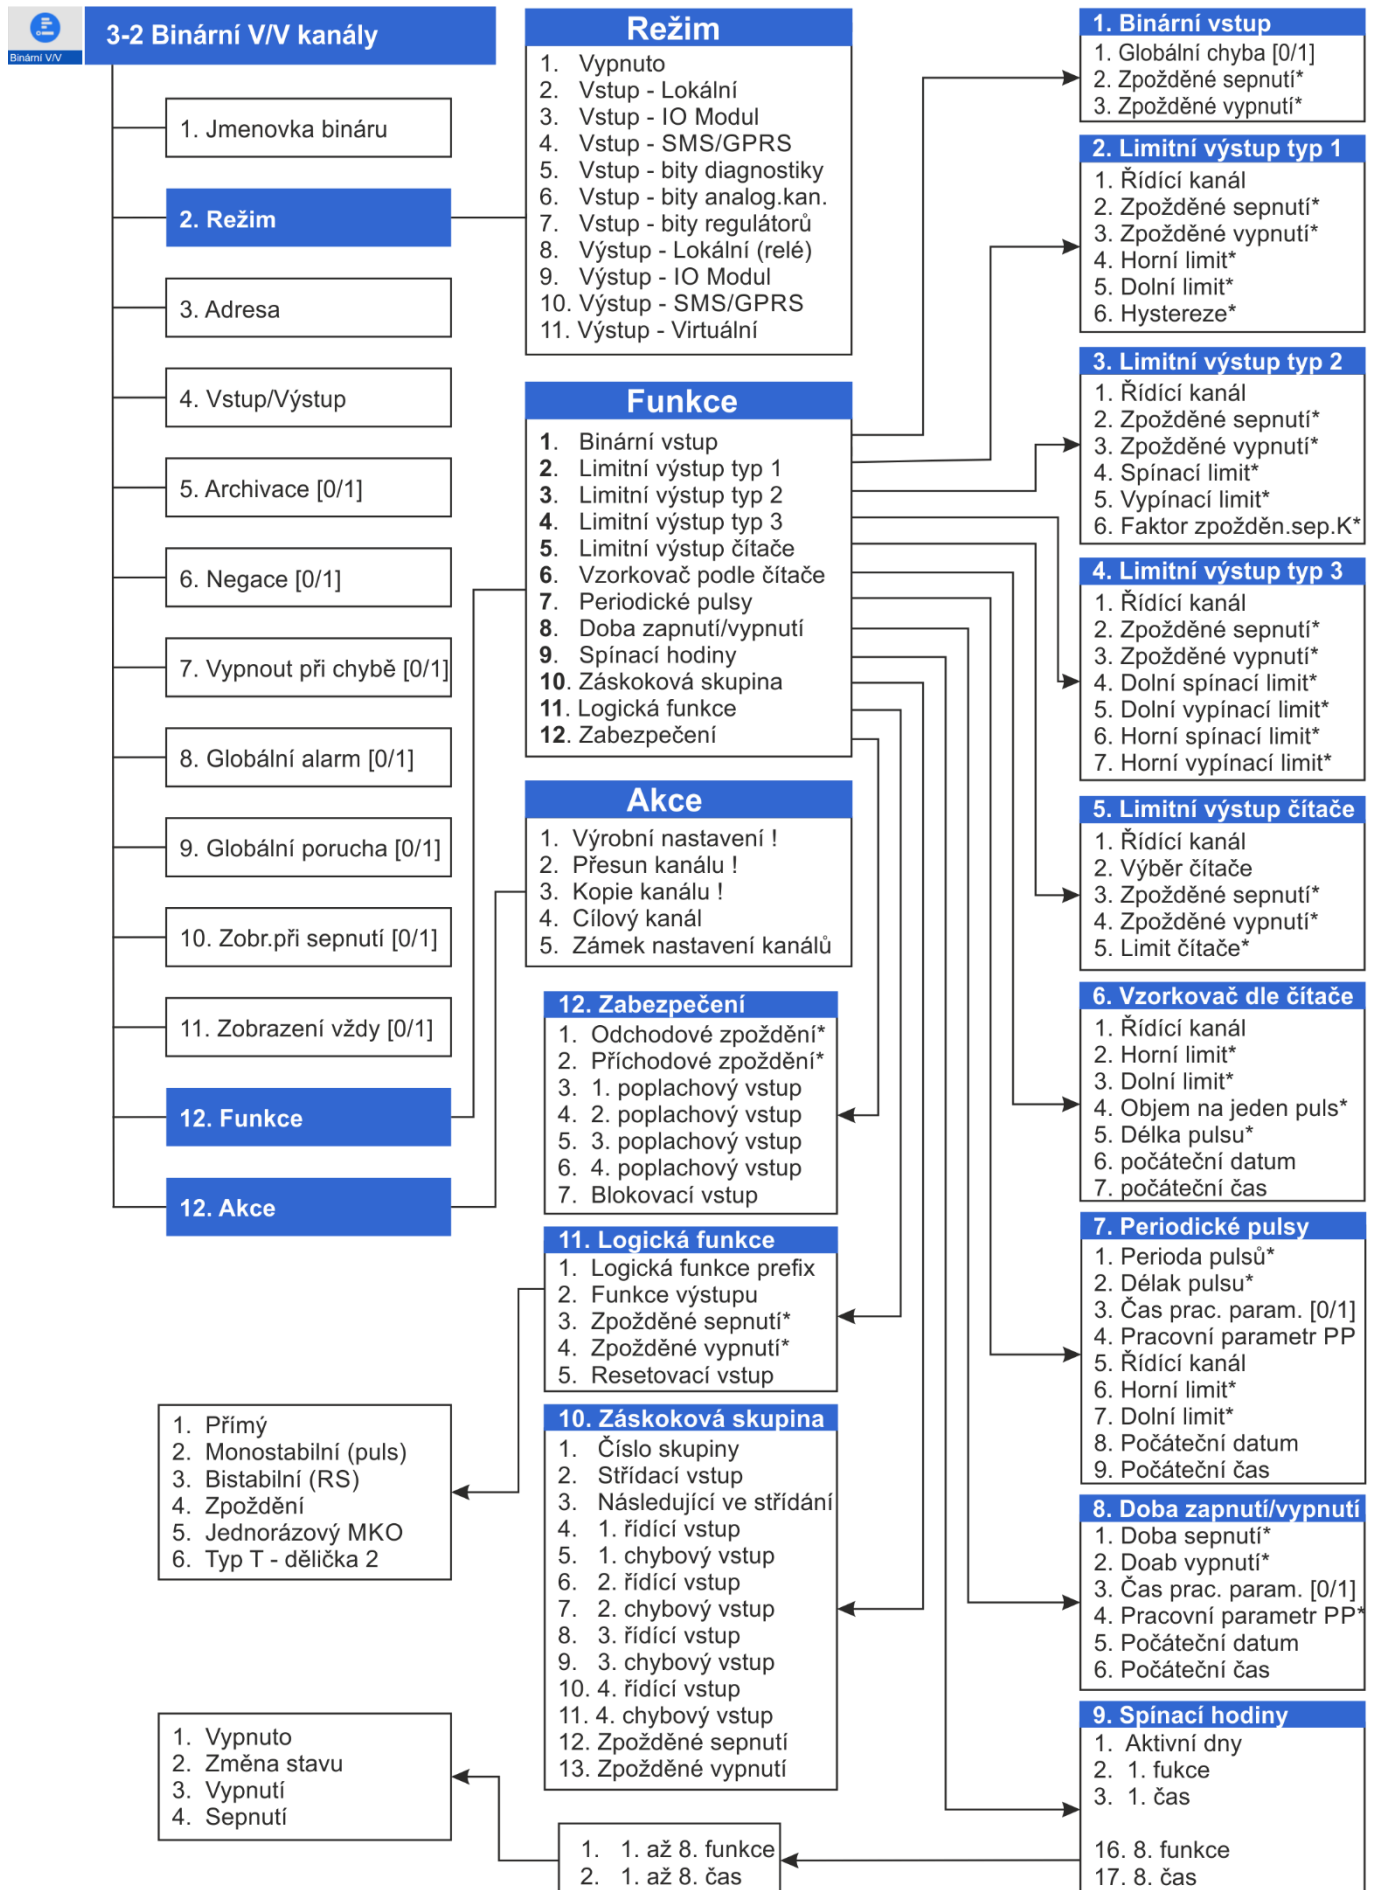 Binární V/V
3-2 Binární V/V kanály
1. Jmenovka bináru
2. Režim
3. Adresa
4. Vstup/Výstup
5. Archivace [0/1]
6. Negace [0/1]
7. Vypnout při chybě [0/1]
8. Globální alarm [0/1]
9. Globální porucha [0/1]
10. Zobr.při sepnutí [0/1]
11. Zobrazení vždy [0/1]
12. Funkce
12. Akce
Režim
1. Vypnuto
2. Vstup - Lokální
3. Vstup - IO Modul
4. Vstup - SMS/GPRS
5. Vstup - bity diagnostiky
6. Vstup - bity analog.kan.
7. Vstup - bity regulátorů
8. Výstup - Lokální (relé)
9. Výstup - IO Modul
10. Výstup - SMS/GPRS
11. Výstup - Virtuální
Funkce
1. Binární vstup
2. Limitní výstup typ 1
3. Limitní výstup typ 2
4. Limitní výstup typ 3
5. Limitní výstup čítače
6. Vzorkovač podle čítače
7. Periodické pulsy
8. Doba zapnutí/vypnutí
9. Spínací hodiny
10. Záskoková skupina
11. Logická funkce
12. Zabezpečení
Akce
1. Výrobní nastavení !
2. Přesun kanálu !
3. Kopie kanálu !
4. Cílový kanál
5. Zámek nastavení kanálů
12. Zabezpečení
1. Odchodové zpoždění*
2. Příchodové zpoždění*
3. 1. poplachový vstup
4. 2. poplachový vstup
5. 3. poplachový vstup
6. 4. poplachový vstup
7. Blokovací vstup
11. Logická funkce
1. Logická funkce prefix
2. Funkce výstupu
3. Zpožděné sepnutí*
4. Zpožděné vypnutí*
5. Resetovací vstup
1. Přímý
2. Monostabilní (puls)
3. Bistabilní (RS)
4. Zpoždění
5. Jednorázový MKO
6. Typ T - dělička 2
10. Záskoková skupina
1. Číslo skupiny
2. Střídací vstup
3. Následující ve střídání
4. 1. řídící vstup
5. 1. chybový vstup
6. 2. řídící vstup
7. 2. chybový vstup
8. 3. řídící vstup
9. 3. chybový vstup
10. 4. řídící vstup
11. 4. chybový vstup
12. Zpožděné sepnutí
13. Zpožděné vypnutí
1. Vypnuto
2. Změna stavu
3. Vypnutí
4. Sepnutí
1. 1. až 8. funkce
2. 1. až 8. čas
1. Binární vstup
1. Globální chyba [0/1]
2. Zpožděné sepnutí*
3. Zpožděné vypnutí*
2. Limitní výstup typ 1
1. Řídící kanál
2. Zpožděné sepnutí*
3. Zpožděné vypnutí*
4. Horní limit*
5. Dolní limit*
6. Hystereze*
3. Limitní výstup typ 2
1. Řídící kanál
2. Zpožděné sepnutí*
3. Zpožděné vypnutí*
4. Spínací limit*
5. Vypínací limit*
6. Faktor zpožděn.sep.K*
4. Limitní výstup typ 3
1. Řídící kanál
2. Zpožděné sepnutí*
3. Zpožděné vypnutí*
4. Dolní spínací limit*
5. Dolní vypínací limit*
6. Horní spínací limit*
7. Horní vypínací limit*
5. Limitní výstup čítače
1. Řídící kanál
2. Výběr čítače
3. Zpožděné sepnutí*
4. Zpožděné vypnutí*
5. Limit čítače*
6. Vzorkovač dle čítače
1. Řídící kanál
2. Horní limit*
3. Dolní limit*
4. Objem na jeden puls*
5. Délka pulsu*
6. počáteční datum
7. počáteční čas
7. Periodické pulsy
1. Perioda pulsů*
2. Délak pulsu*
3. Čas prac. param. [0/1]
4. Pracovní parametr PP
5. Řídící kanál
6. Horní limit*
7. Dolní limit*
8. Počáteční datum
9. Počáteční čas
8. Doba zapnutí/vypnutí
1. Doba sepnutí*
2. Doab vypnutí*
3. Čas prac. param. [0/1]
4. Pracovní parametr PP*
5. Počáteční datum
6. Počáteční čas
9. Spínací hodiny
1. Aktivní dny
2. 1. fukce
3. 1. čas
16. 8. funkce
17. 8. čas